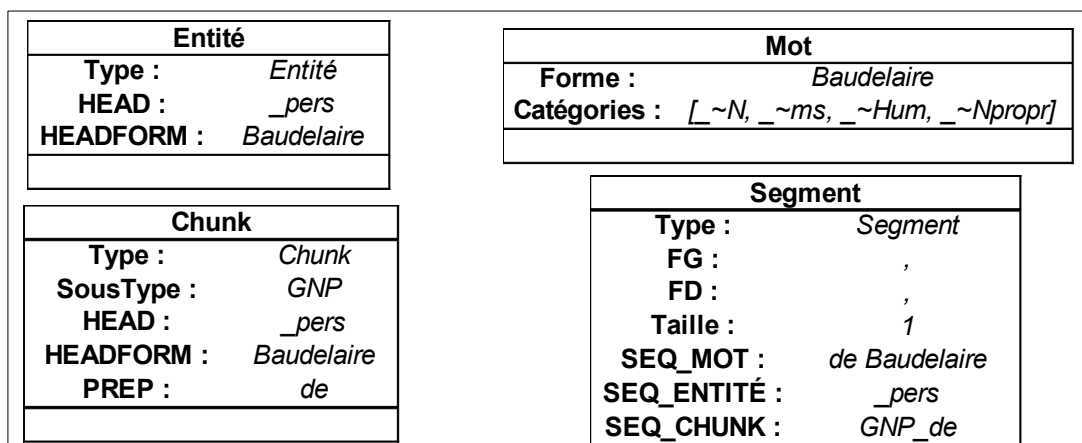 Entité
Type : Entité
HEAD : _pers
HEADFORM : Baudelaire
Mot
Forme : Baudelaire
Catégories : [_~N, _~ms, _~Hum, _~Npropr]
Chunk
Type : Chunk
SousType : GNP
HEAD : _pers
HEADFORM : Baudelaire
PREP : de
Segment
Type : Segment
FG : ,
FD : ,
Taille : 1
SEQ_MOT : de Baudelaire
SEQ_ENTITÉ : _pers
SEQ_CHUNK : GNP_de